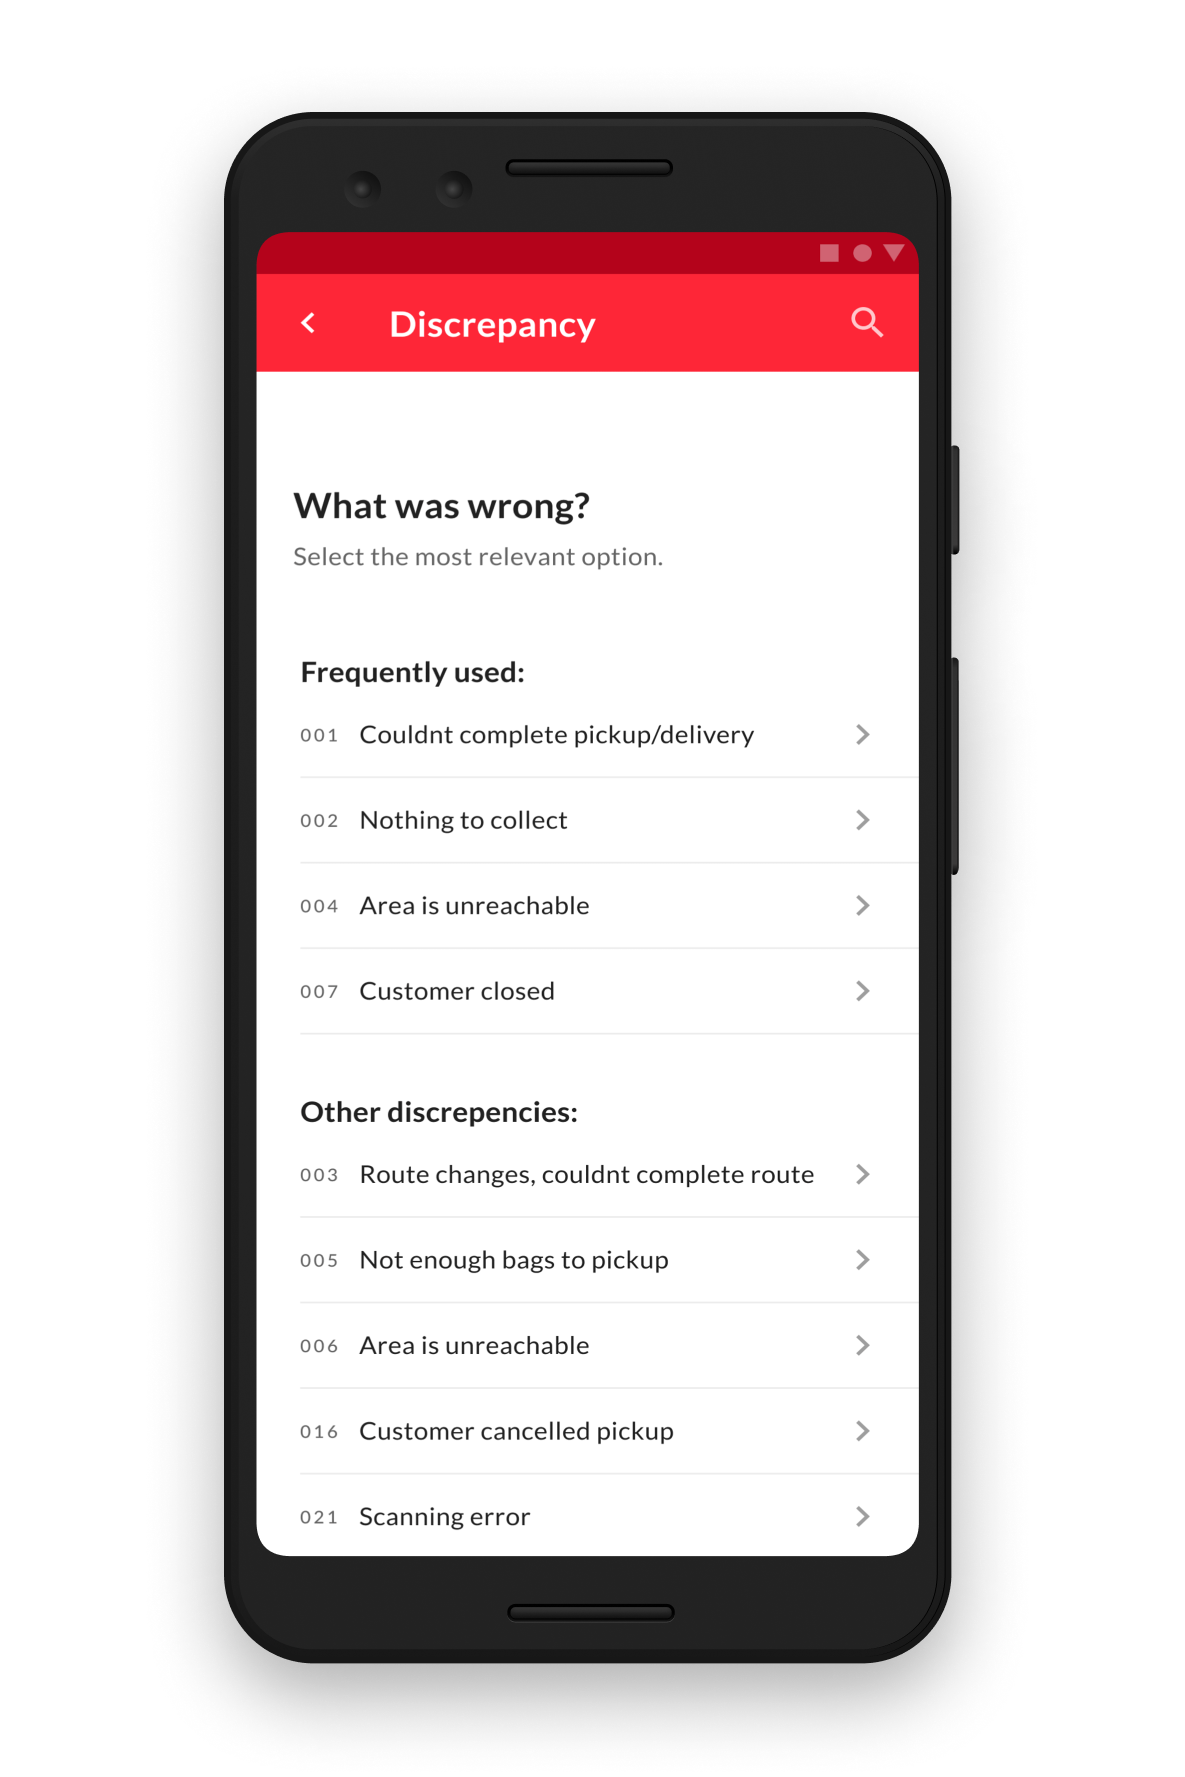 Discrepancy
What was wrong?
Select the most relevant option.
Frequently used:
001 Couldnt complete pickup/delivery
002 Nothing to collect
004 Area is unreachable
007 Customer closed
Other discrepencies:
003 Route changes, couldnt complete route
005 Not enough bags to pickup
006 Area is unreachable
016 Customer cancelled pickup
021 Scanning error